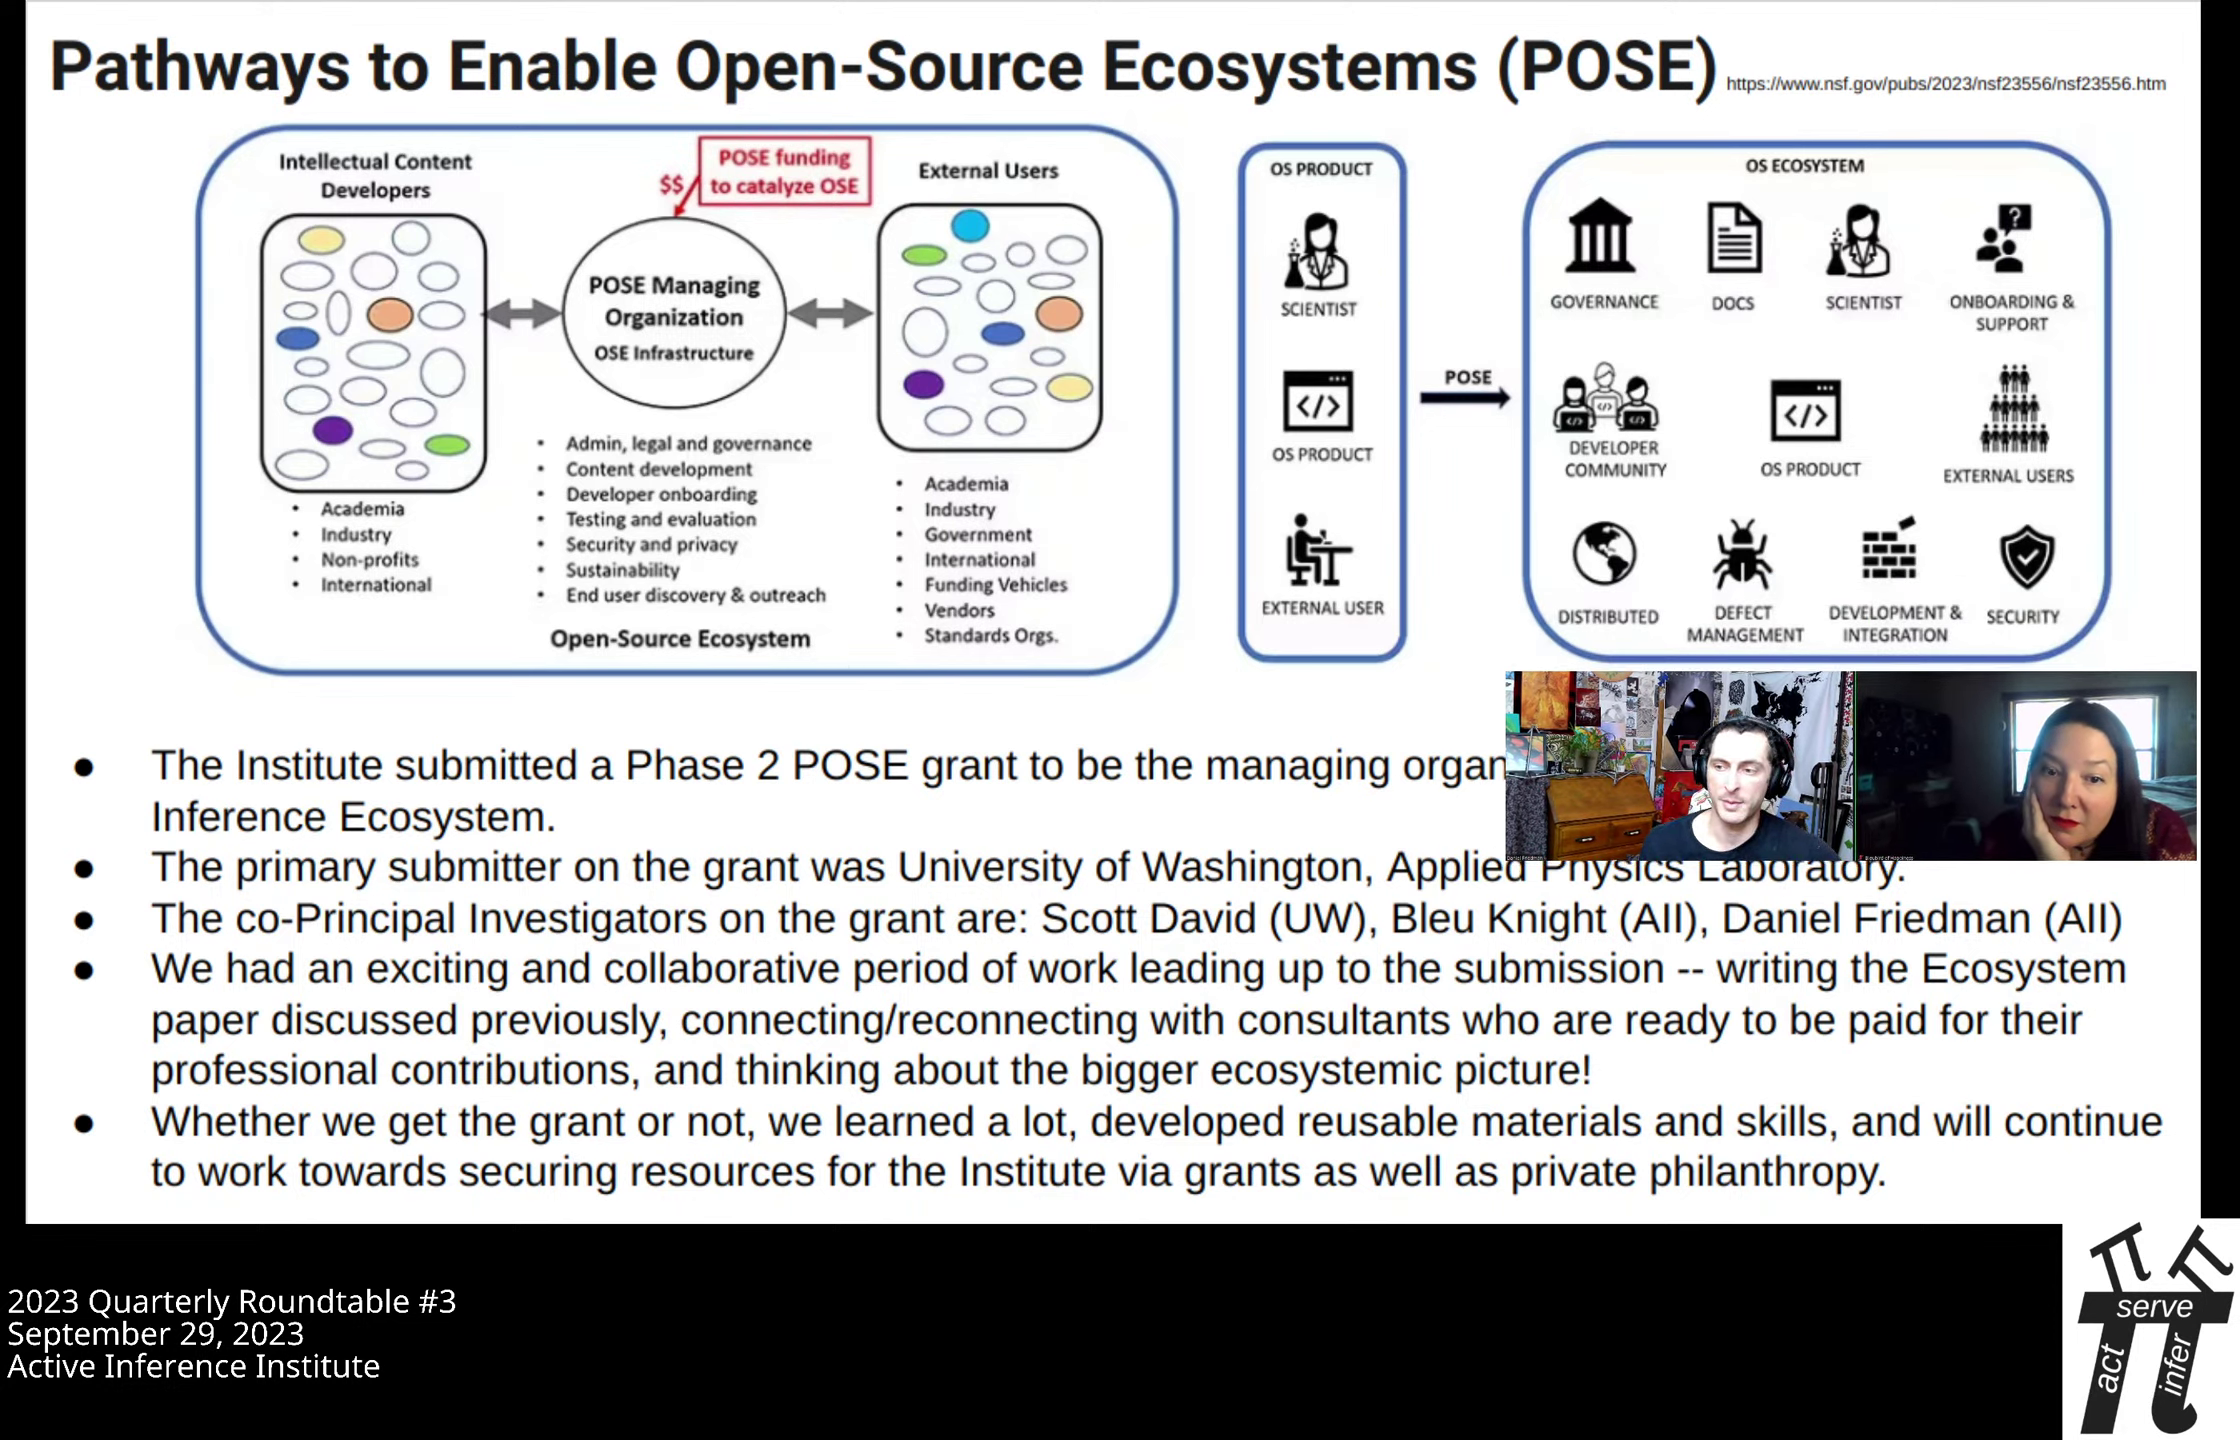 Pathways to Enable Open-Source Ecosystems (POSE) https://www.nsf.gov/pubs/2023/nsf23556/nsf23556.htm
Intellectual Content
Developers
• Academia
• Industry
• Non-profits
• International
$$
POSE funding
to catalyze OSE
POSE Managing
Organization
OSE Infrastructure
• Admin, legal and governance
• Content development
• Developer onboarding
• Testing and evaluation
• Security and privacy
• Sustainability
• End user discovery & outreach
Open-Source Ecosystem
External Users
• Academia
• Industry
• Government
• International
• Funding Vehicles
• Vendors
• Standards Orgs.
OS PRODUCT
SCIENTIST
</>
OS PRODUCT
EXTERNAL USER
POSE
OS ECOSYSTEM
GOVERNANCE
DOCS
SCIENTIST
?
ONBOARDING &
SUPPORT
DEVELOPER
COMMUNITY
</>
OS PRODUCT
EXTERNAL USERS
DISTRIBUTED
DEFECT
MANAGEMENT
DEVELOPMENT &
INTEGRATION
SECURITY
● The Institute submitted a Phase 2 POSE grant to be the managing organ
Inference Ecosystem.
● The primary submitter on the grant was University of Washington, Applied Physics Laboratory.
● The co-Principal Investigators on the grant are: Scott David (UW), Bleu Knight (AII), Daniel Friedman (AII)
● We had an exciting and collaborative period of work leading up to the submission -- writing the Ecosystem
paper discussed previously, connecting/reconnecting with consultants who are ready to be paid for their
professional contributions, and thinking about the bigger ecosystemic picture!
● Whether we get the grant or not, we learned a lot, developed reusable materials and skills, and will continue
to work towards securing resources for the Institute via grants as well as private philanthropy.
2023 Quarterly Roundtable #3
September 29, 2023
Active Inference Institute
serve
act
infer